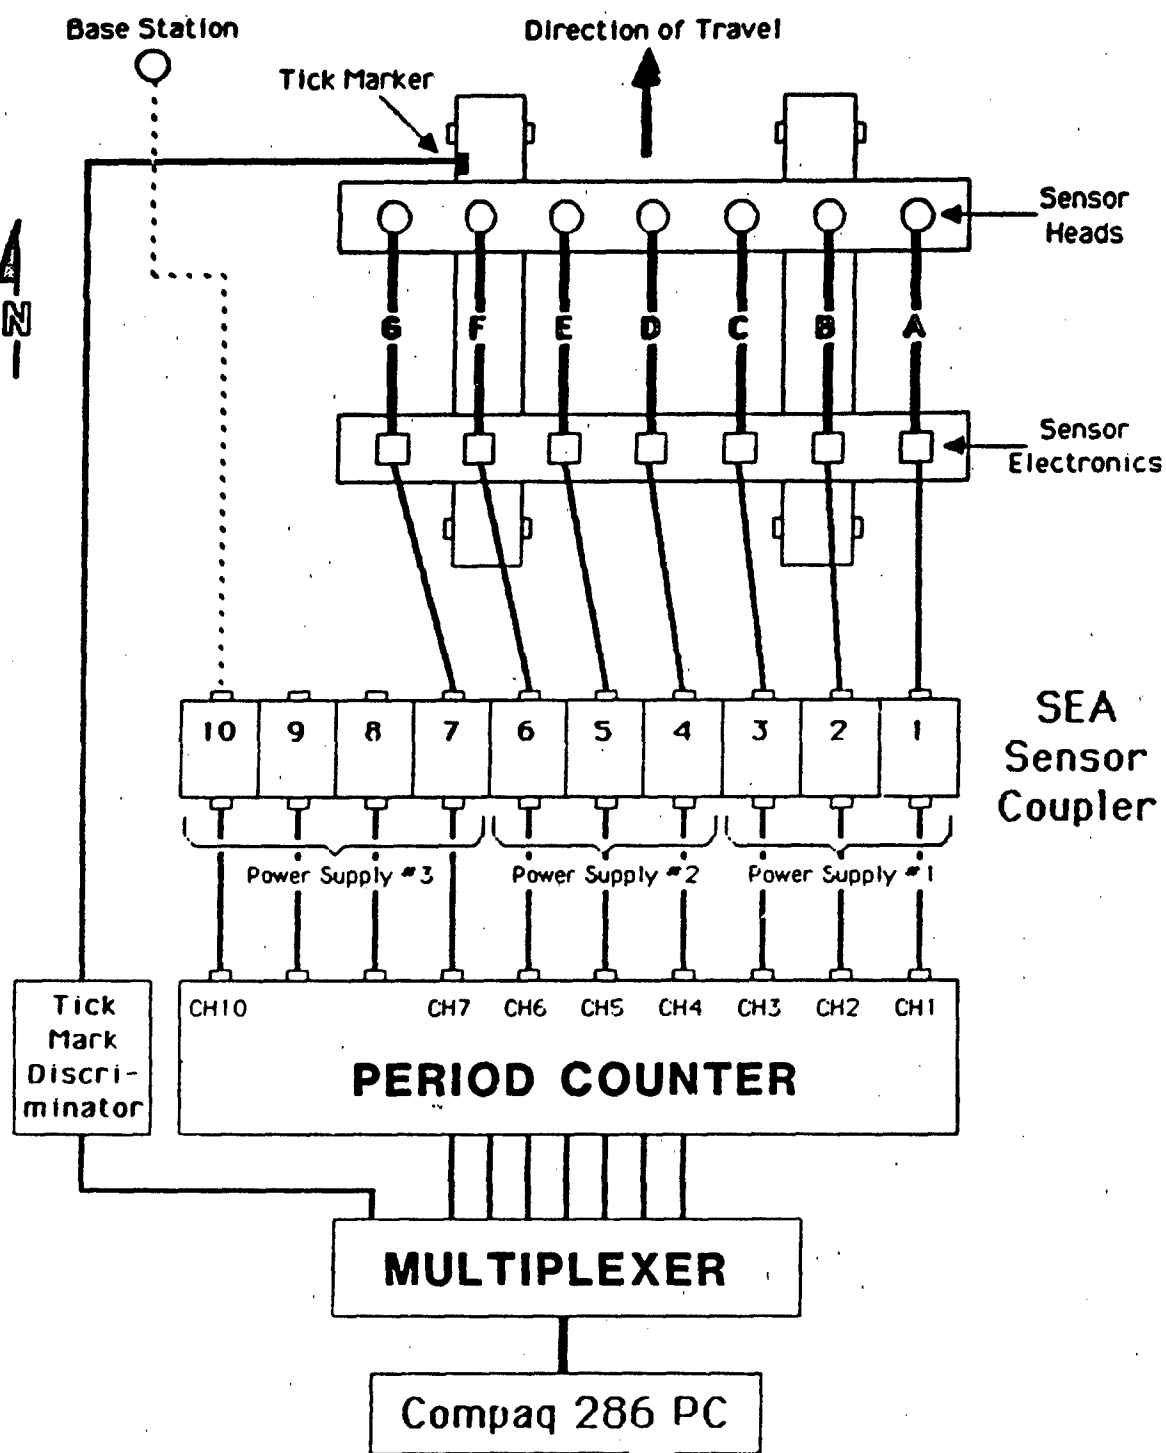 Base Station
Direction of Travel
Tick Marker
Sensor
Heads
N
G F E D C B A
Sensor
Electronics
10 9 8 7 6 5 4 3 2 1
SEA
Sensor
Coupler
Power Supply #3 Power Supply #2 Power Supply #1
Tick
Mark
Discri-
minator
CH10 CH7 CH6 CH5 CH4 CH3 CH2 CH1
PERIOD COUNTER
MULTIPLEXER
Compaq 286 PC